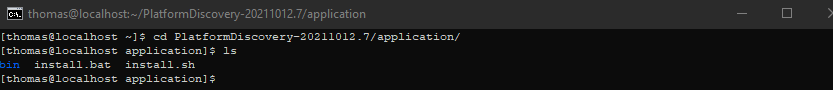 thomas@localhost:~/PlatformDiscovery-20211012.7/application
[thomas@localhost ~]$ cd PlatformDiscovery-20211012.7/application/
[thomas@localhost application]$ ls
bin  install.bat  install.sh
[thomas@localhost application]$